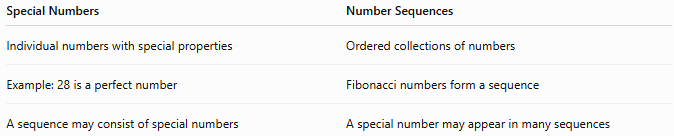 Special Numbers Number Sequences
Individual numbers with special properties Ordered collections of numbers
Example: 28 is a perfect number Fibonacci numbers form a sequence
A sequence may consist of special numbers A special number may appear in many sequences